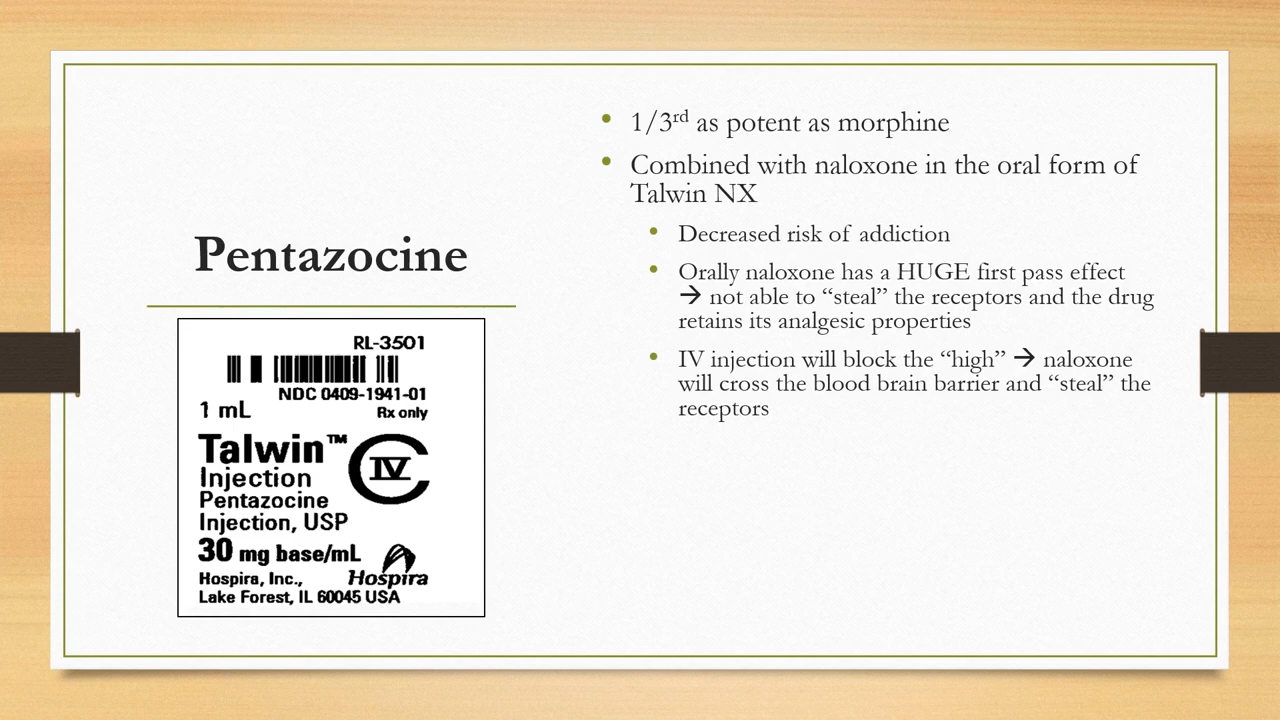 Pentazocine
RL-3501
NDC 0409-1941-01
1 mL Rx only
Talwin™ CIV
Injection
Pentazocine
Injection, USP
30 mg base/mL
Hospira, Inc., Hospira
Lake Forest, IL 60045 USA
• 1/3rd as potent as morphine
• Combined with naloxone in the oral form of
Talwin NX
• Decreased risk of addiction
• Orally naloxone has a HUGE first pass effect
→ not able to “steal” the receptors and the drug
retains its analgesic properties
• IV injection will block the “high” → naloxone
will cross the blood brain barrier and “steal” the
receptors